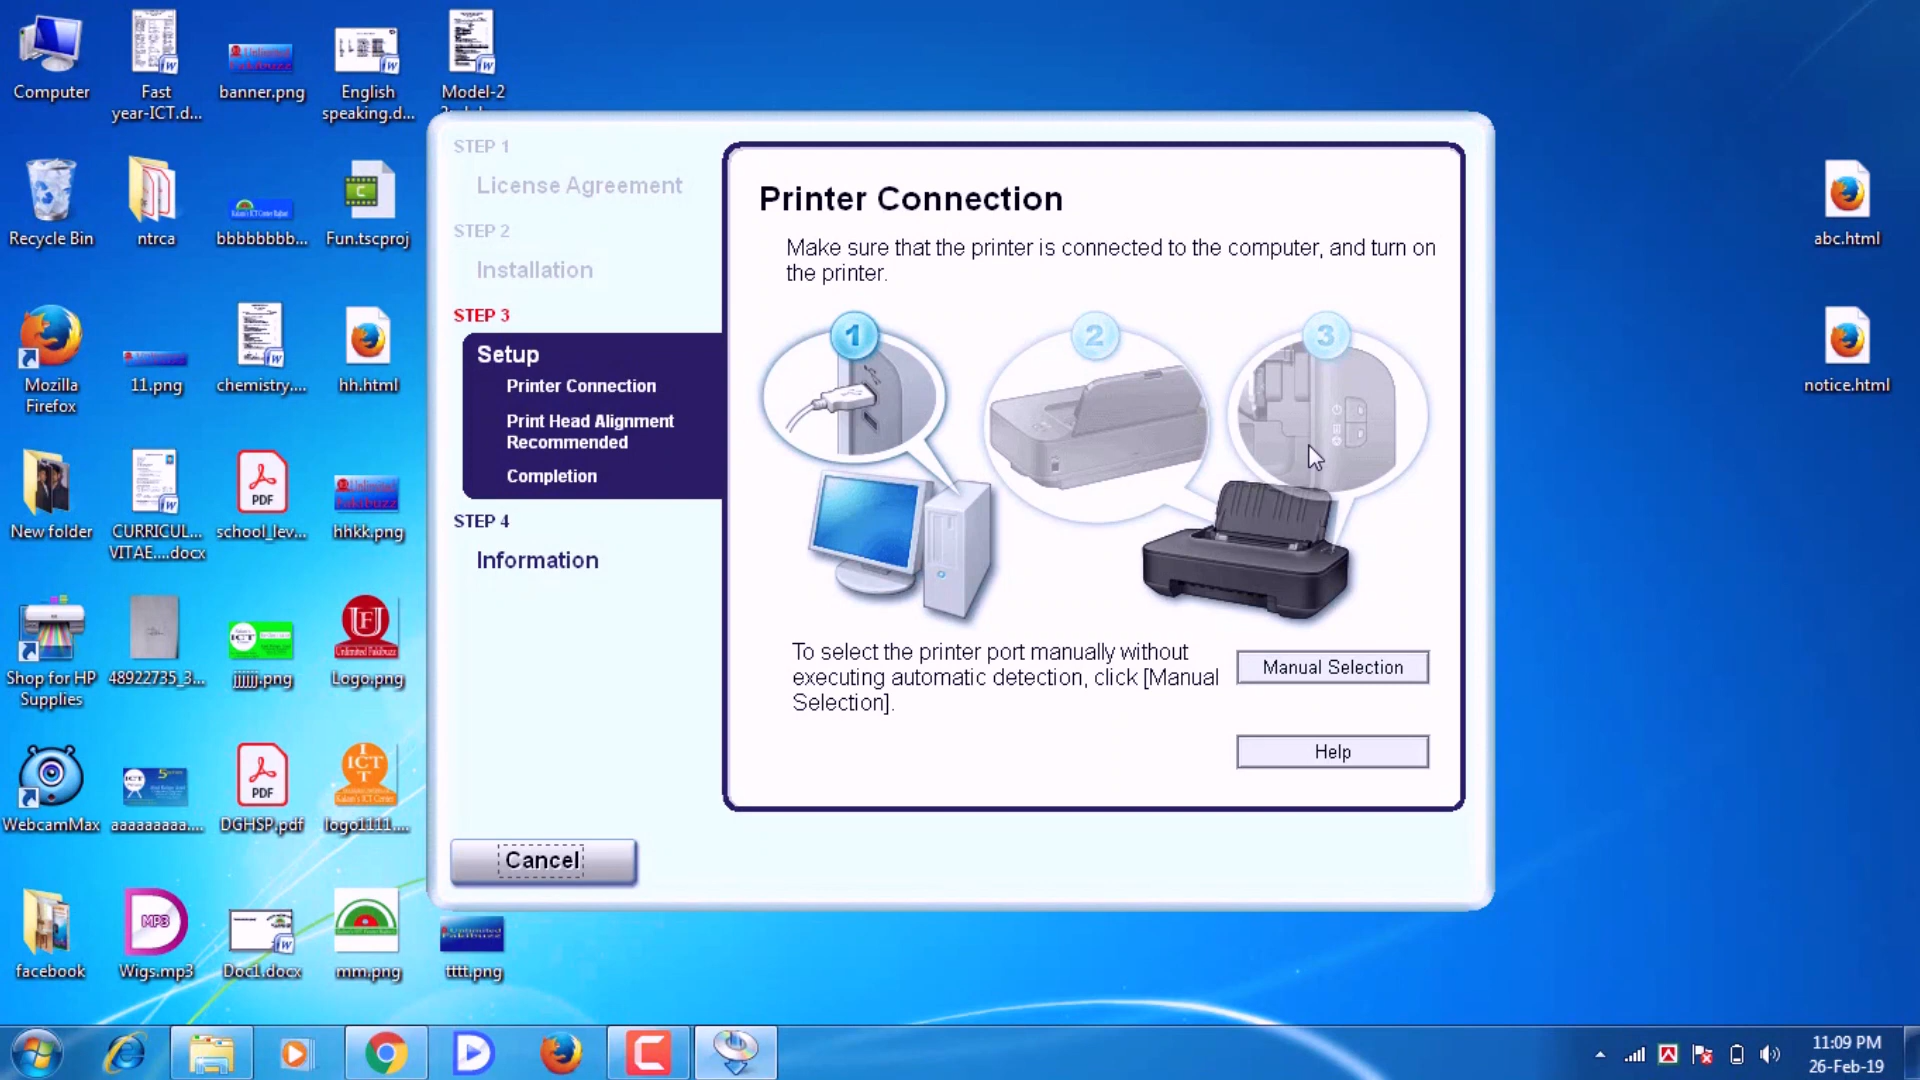 Computer
Fast
year-ICT.d...
banner.png
English
speaking.d...
Model-2
Recycle Bin
ntrca
bbbbbbbb...
Fun.tscproj
Mozilla
Firefox
11.png
chemistry....
hh.html
New folder
CURRICUL...
VITAE....docx
PDF
school_lev...
hhkk.png
Shop for HP
Supplies
48922735_3...
jjjjjj.png
Logo.png
WebcamMax
aaaaaaaaa....
PDF
DGHSP.pdf
logo1111....
facebook
MP3
Wigs.mp3
Doc1.docx
mm.png
tttt.png
abc.html
notice.html
STEP 1
License Agreement
STEP 2
Installation
STEP 3
Setup
Printer Connection
Print Head Alignment
Recommended
Completion
STEP 4
Information
Cancel
Printer Connection
Make sure that the printer is connected to the computer, and turn on
the printer.
1
2
3
To select the printer port manually without
executing automatic detection, click [Manual
Selection].
Manual Selection
Help
11:09 PM
26-Feb-19